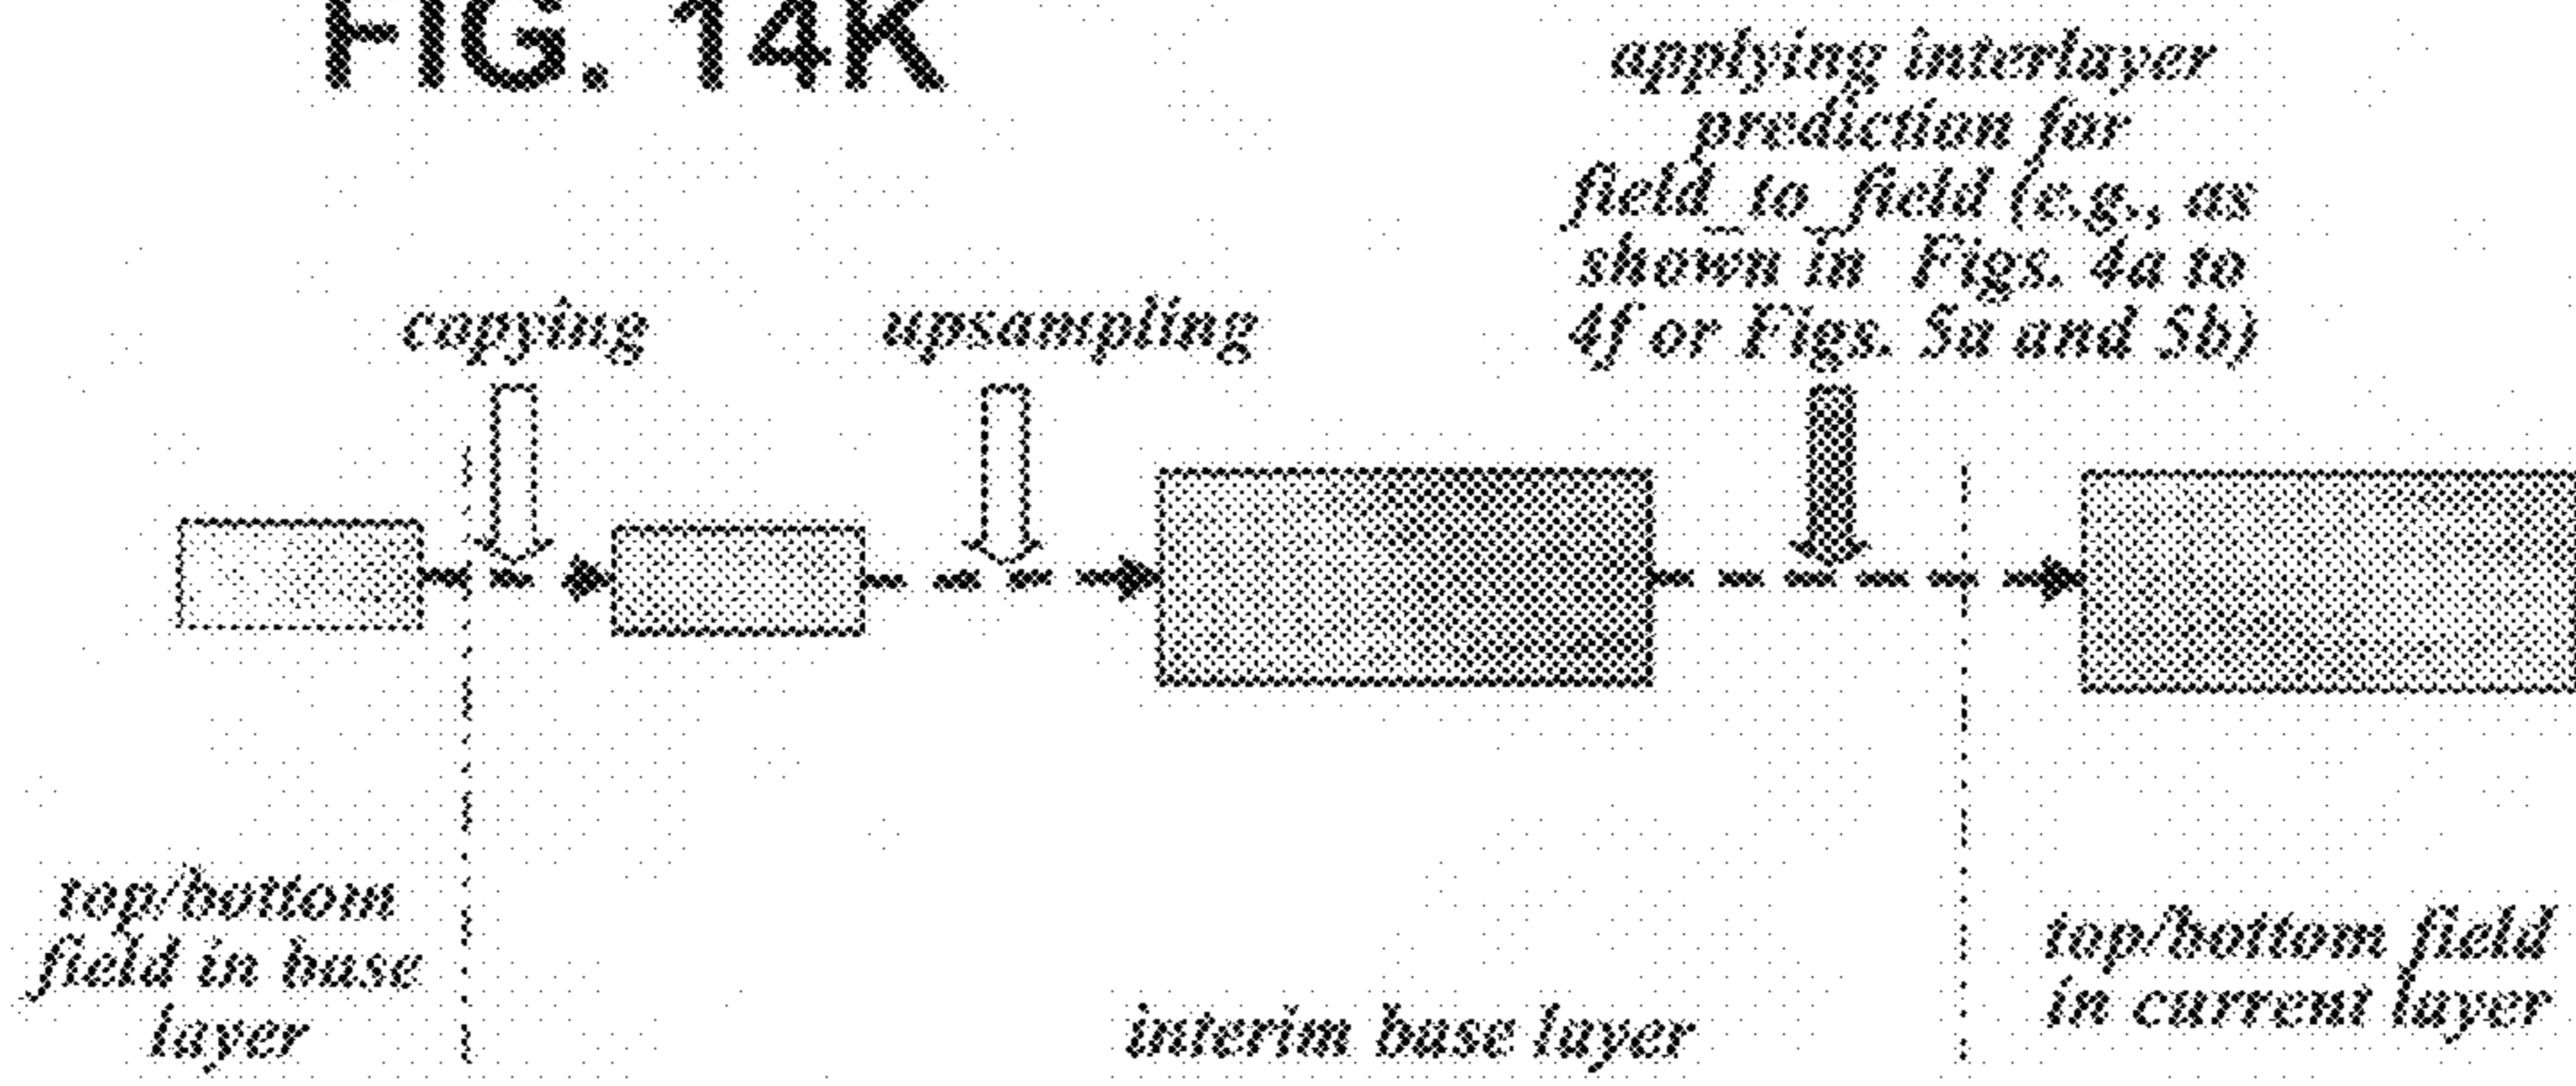 FIG. 14K
applying interlayer
prediction for
field_to_field (e.g., as
shown in Figs. 4a to
4f or Figs. 5a and 5b)
copying
upsampling
top/bottom
field in base
layer
interim base layer
top/bottom field
in current layer